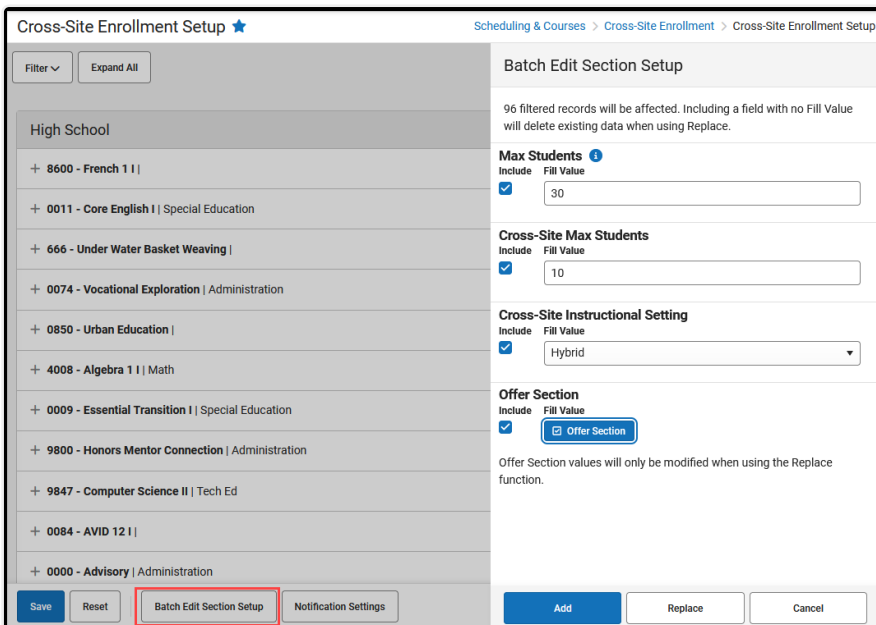 Cross-Site Enrollment Setup
Scheduling & Courses > Cross-Site Enrollment > Cross-Site Enrollment Setup
Filter
Expand All
High School
+ 8600 - French 1 I |
+ 0011 - Core English I | Special Education
+ 666 - Under Water Basket Weaving |
+ 0074 - Vocational Exploration | Administration
+ 0850 - Urban Education |
+ 4008 - Algebra 1 I | Math
+ 0009 - Essential Transition I | Special Education
+ 9800 - Honors Mentor Connection | Administration
+ 9847 - Computer Science II | Tech Ed
+ 0084 - AVID 12 I |
+ 0000 - Advisory | Administration
Save
Reset
Batch Edit Section Setup
Notification Settings
Batch Edit Section Setup
96 filtered records will be affected. Including a field with no Fill Value
will delete existing data when using Replace.
Max Students
Include Fill Value
30
Cross-Site Max Students
Include Fill Value
10
Cross-Site Instructional Setting
Include Fill Value
Hybrid
Offer Section
Include Fill Value
Offer Section
Offer Section values will only be modified when using the Replace
function.
Add
Replace
Cancel